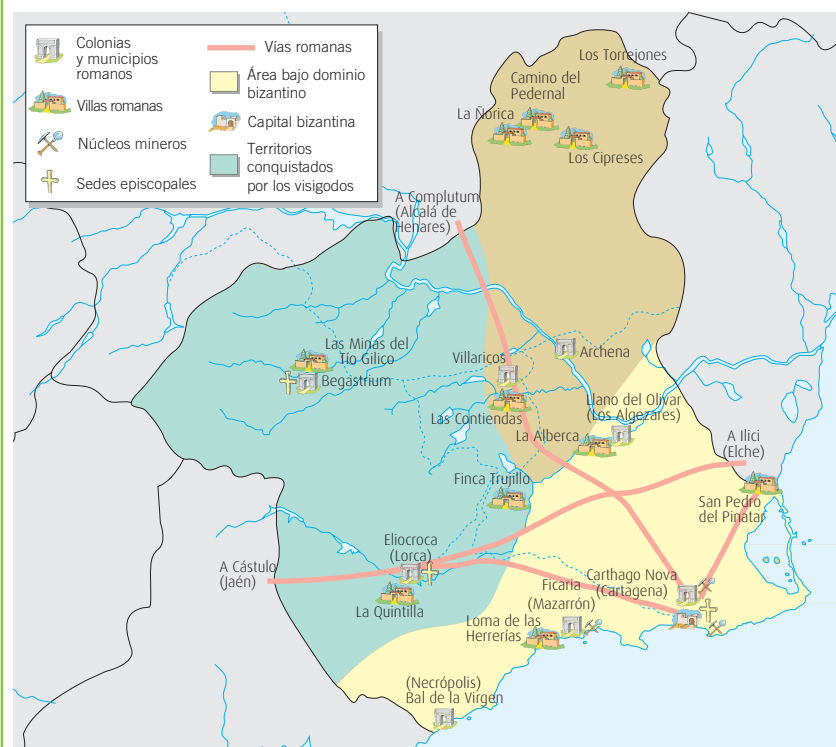 Colonias
y municipios
romanos
Villas romanas
Núcleos mineros
Sedes episcopales
Vías romanas
Área bajo dominio
bizantino
Capital bizantina
Territorios
conquistados
por los visigodos
Los Torrejones
Camino del
Pedernal
La Ñorica
Los Cipreses
A Complutum
(Alcalá de
Henares)
Las Minas del
Tío Gilico
Begastrium
Villaricos
Archena
Las Contiendas
Llano del Olivar
(Los Algezares)
La Alberca
A Ilici
(Elche)
Finca Trujillo
San Pedro
del Pinatar
Eliocroca
(Lorca)
A Cástulo
(Jaén)
La Quintilla
Carthago Nova
(Cartagena)
Ficaria
(Mazarrón)
Loma de las
Herrerías
(Necrópolis)
Bal de la Virgen